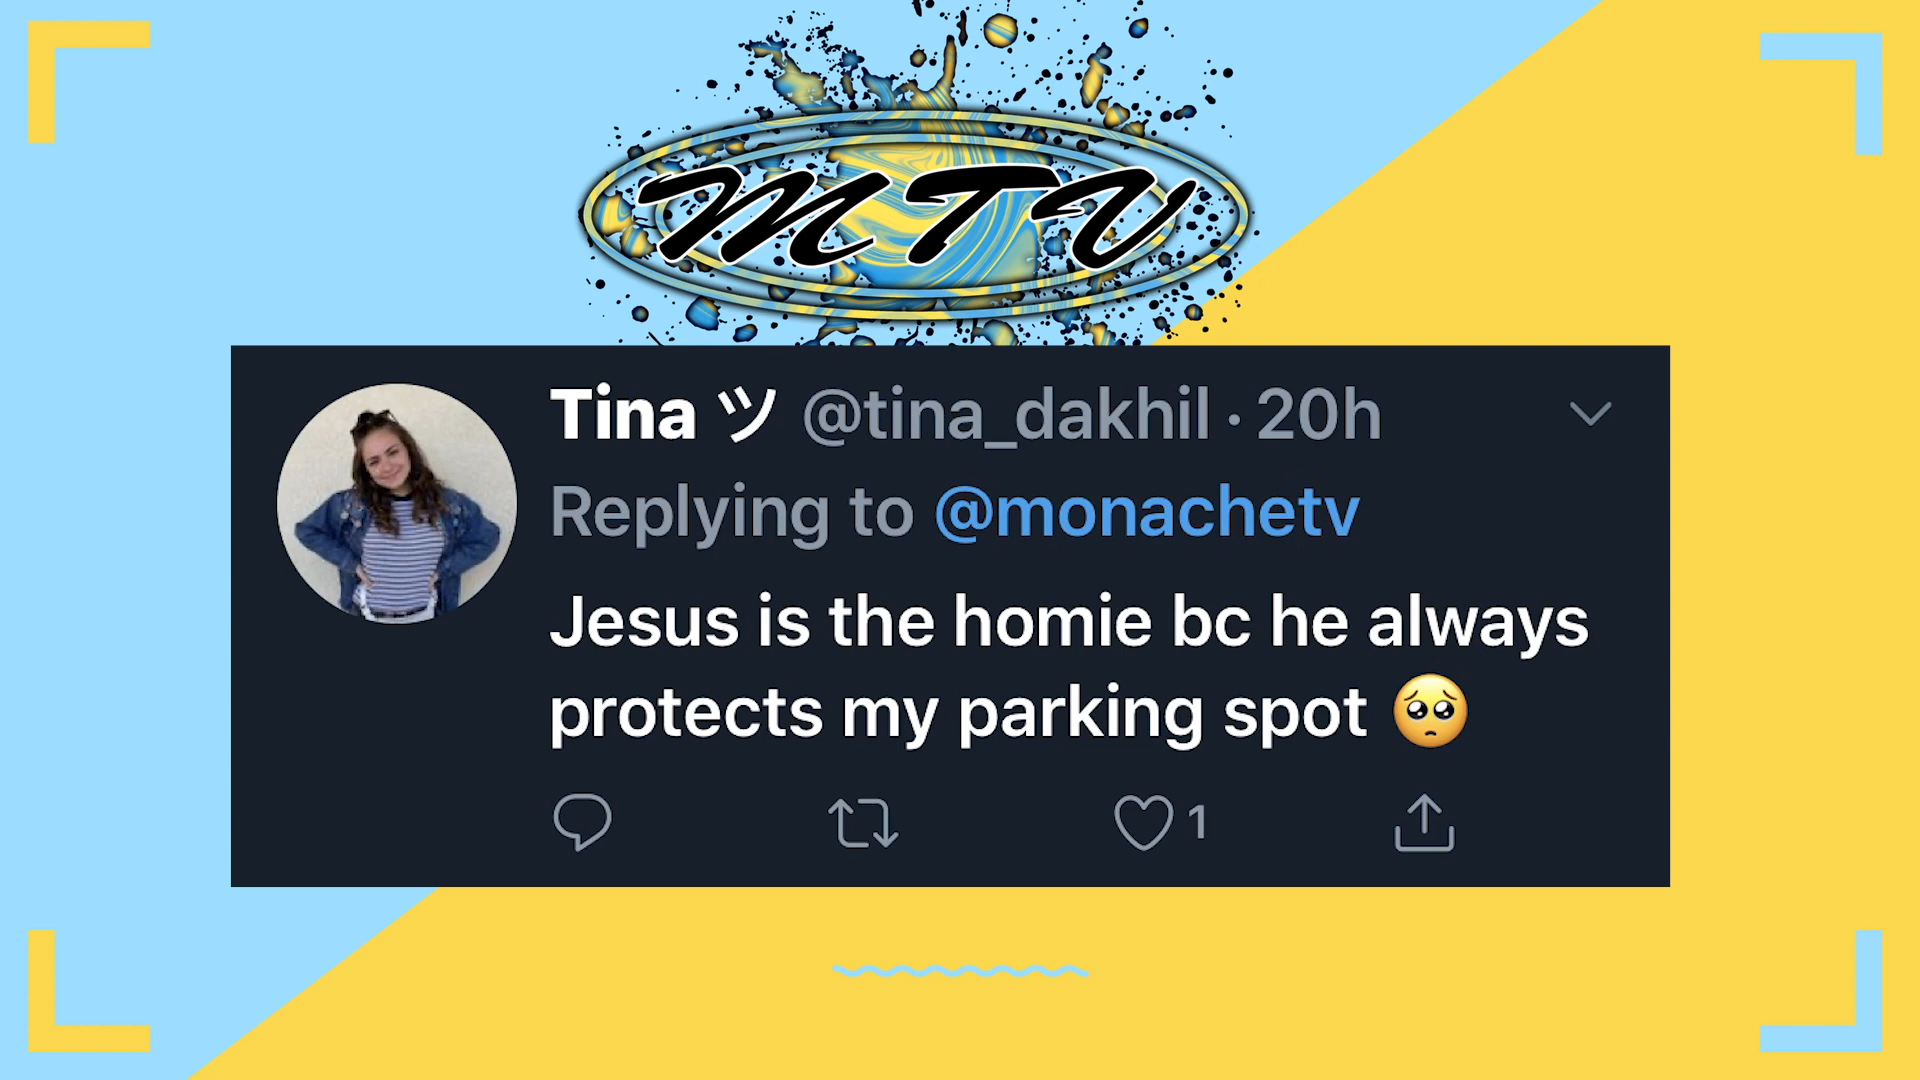 MTV
Tina ツ @tina_dakhil · 20h
Replying to @monachetv
Jesus is the homie bc he always
protects my parking spot 🥺
1